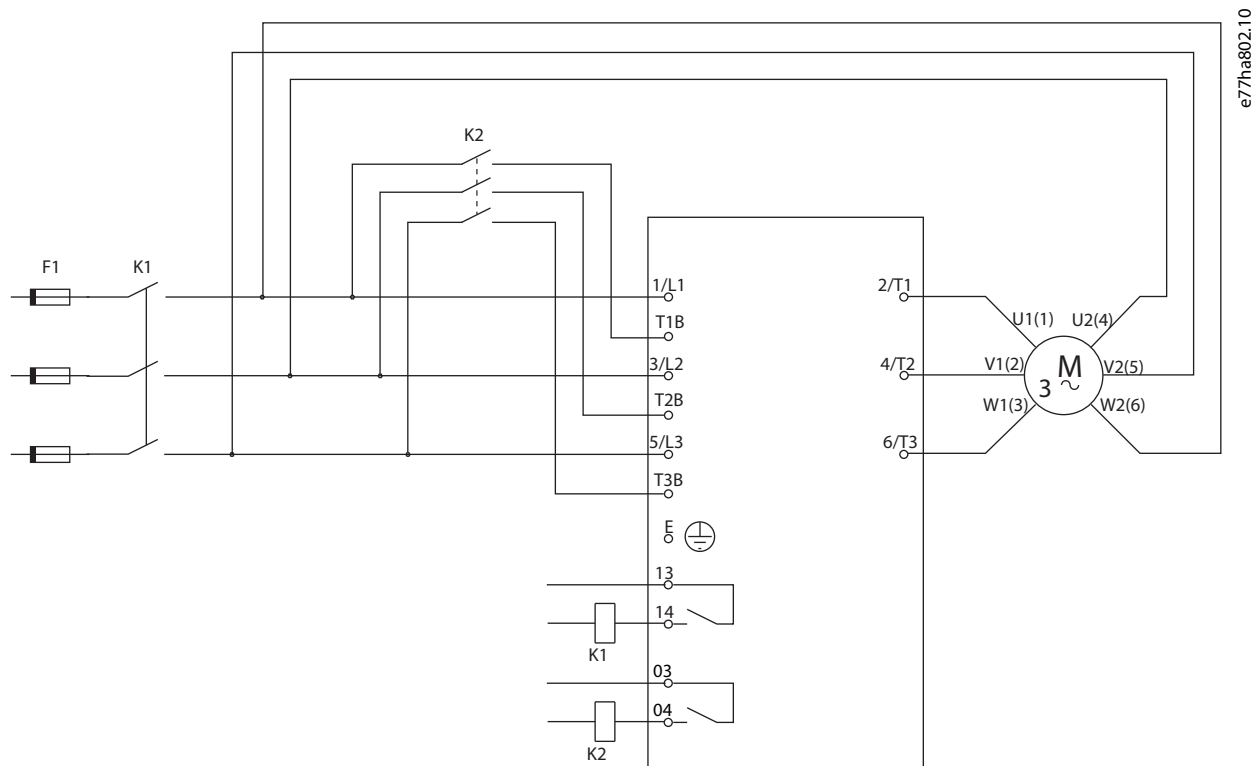 e77ha802.10
K2
F1
K1
1/L1
2/T1
U1(1)
U2(4)
T1B
3/L2
4/T2
V1(2)
M
V2(5)
3 ~
T2B
W1(3)
W2(6)
5/L3
6/T3
T3B
E
13
14
K1
03
04
K2